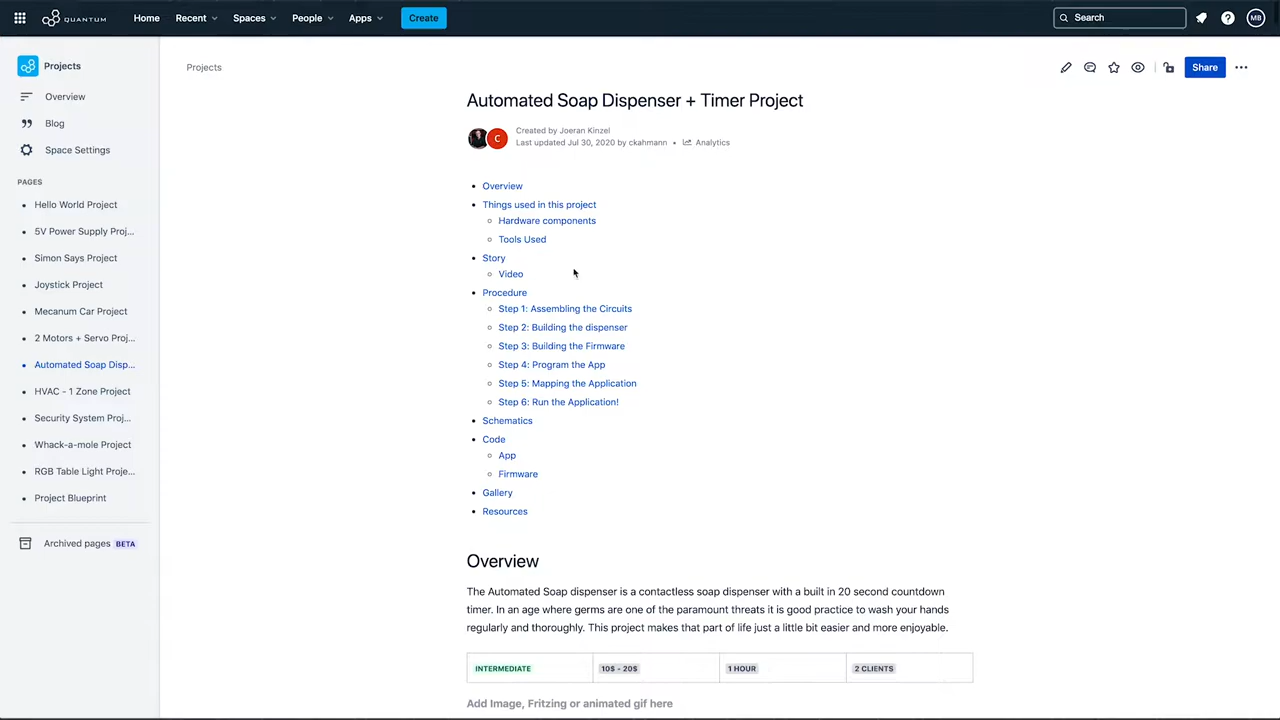 QUANTUM Home Recent Spaces People Apps Create Search ? MB
Projects
Overview
Blog
Space Settings
PAGES
Hello World Project
5V Power Supply Proj...
Simon Says Project
Joystick Project
Mecanum Car Project
2 Motors + Servo Proj...
Automated Soap Disp...
HVAC - 1 Zone Project
Security System Proj...
Whack-a-mole Project
RGB Table Light Proje...
Project Blueprint
Archived pages BETA
Projects
Share
Automated Soap Dispenser + Timer Project
C
Created by Joeran Kinzel
Last updated Jul 30, 2020 by ckahmann • Analytics
Overview
Things used in this project
Hardware components
Tools Used
Story
Video
Procedure
Step 1: Assembling the Circuits
Step 2: Building the dispenser
Step 3: Building the Firmware
Step 4: Program the App
Step 5: Mapping the Application
Step 6: Run the Application!
Schematics
Code
App
Firmware
Gallery
Resources
Overview
The Automated Soap dispenser is a contactless soap dispenser with a built in 20 second countdown
timer. In an age where germs are one of the paramount threats it is good practice to wash your hands
regularly and thoroughly. This project makes that part of life just a little bit easier and more enjoyable.
INTERMEDIATE 10$ - 20$ 1 HOUR 2 CLIENTS
Add Image, Fritzing or animated gif here